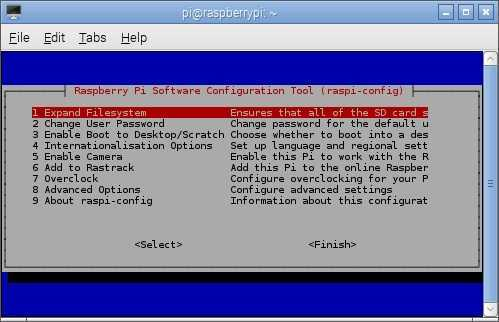 pi@raspberrypi: ~
File Edit Tabs Help
Raspberry Pi Software Configuration Tool (raspi-config)
1 Expand Filesystem Ensures that all of the SD card s
2 Change User Password Change password for the default u
3 Enable Boot to Desktop/Scratch Choose whether to boot into a des
4 Internationalisation Options Set up language and regional sett
5 Enable Camera Enable this Pi to work with the R
6 Add to Rastrack Add this Pi to the online Raspber
7 Overclock Configure overclocking for your P
8 Advanced Options Configure advanced settings
9 About raspi-config Information about this configurat
<Select> <Finish>